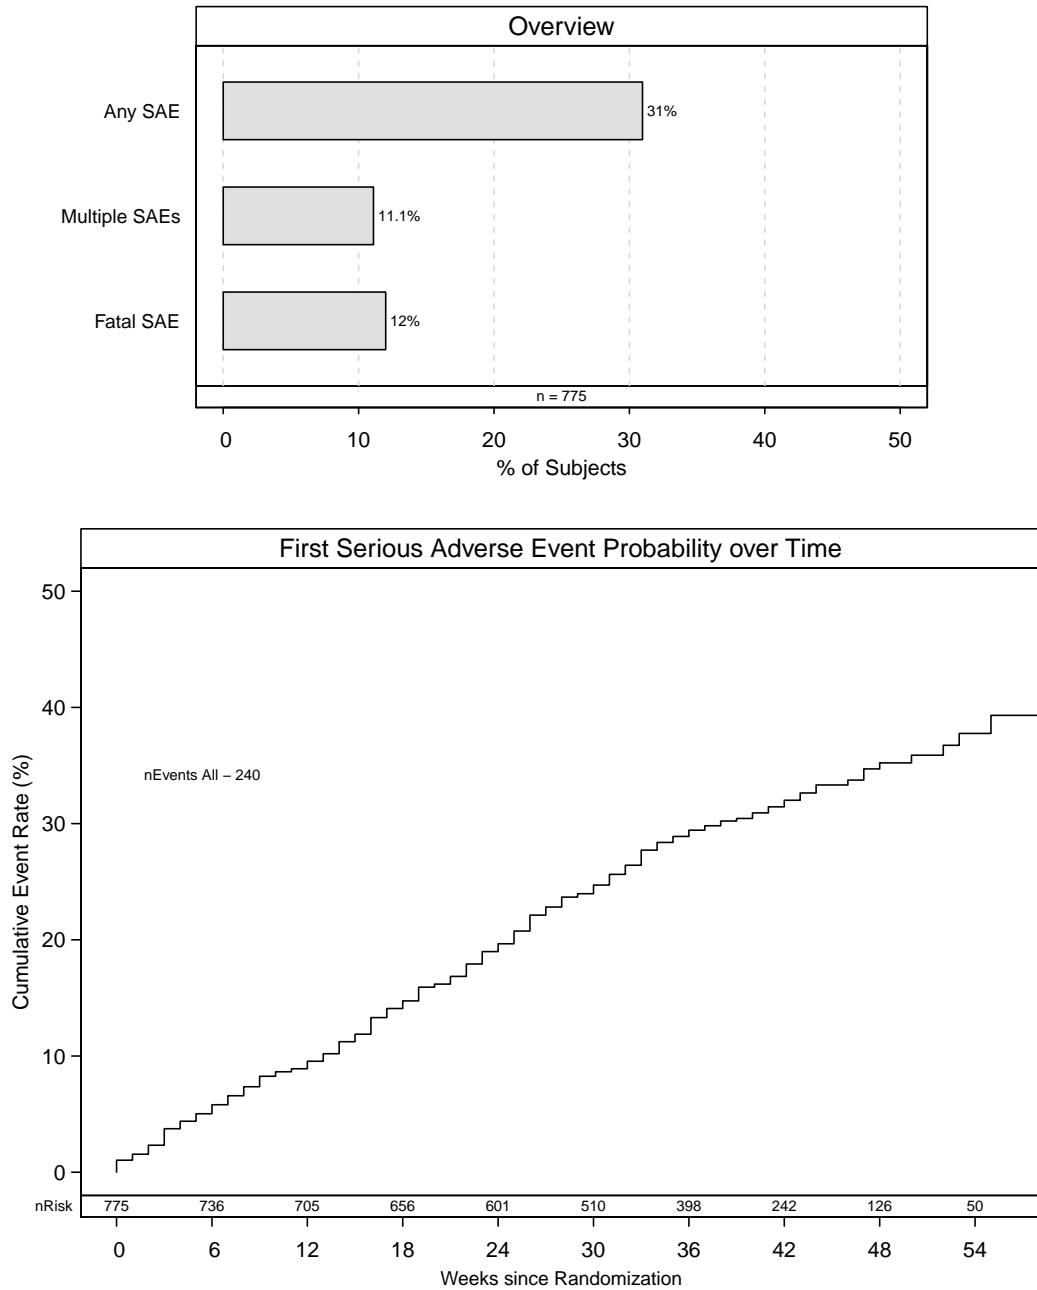 Overview
Any SAE 31%
Multiple SAEs 11.1%
Fatal SAE 12%
n = 775
0 10 20 30 40 50
% of Subjects
First Serious Adverse Event Probability over Time
50
40
nEvents All − 240
30
20
10
0
Cumulative Event Rate (%)
nRisk 775 736 705 656 601 510 398 242 126 50
0 6 12 18 24 30 36 42 48 54
Weeks since Randomization